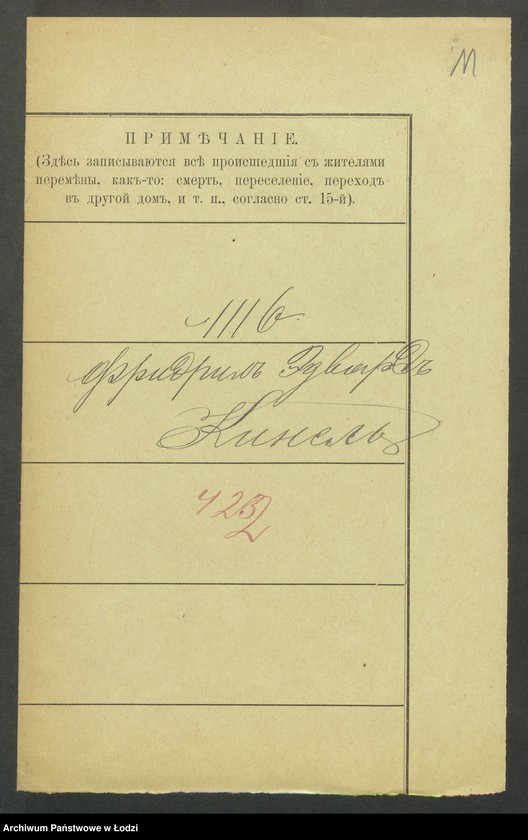 M
ПРИМѢЧАНІЕ.
(Здѣсь записываются всѣ происшедшія съ жителями
перемѣны, какъ-то: смерть, переселеніе, переходъ
въ другой домъ, и т. п., согласно ст. 15-й).
1116
Фридрихъ Эдвардъ
Кинель
Archiwum Państwowe w Łodzi